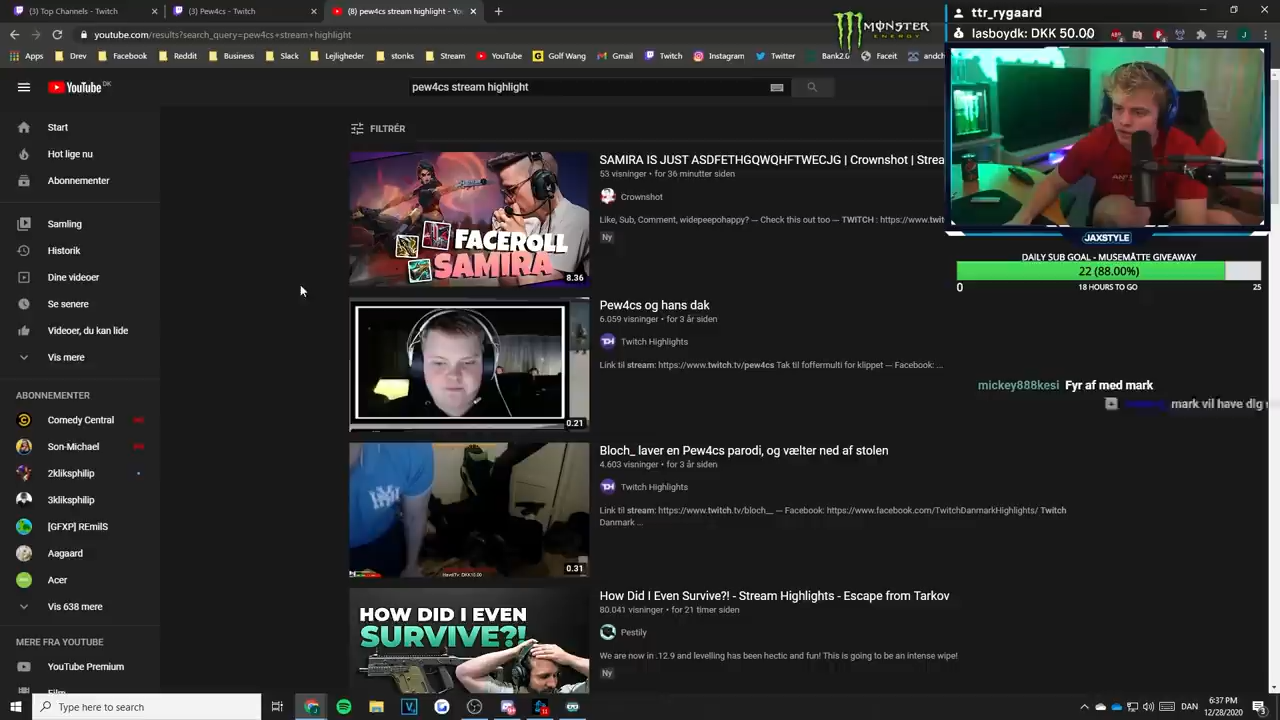 (3) Top Channels - Twitch
(3) Pew4cs - Twitch
(8) pew4cs stream highlight - You
youtube.com/results?search_query=pew4cs+stream+highlight
Apps
Drev
Facebook
Reddit
Business
Slack
Lejligheder
stonks
Stream
YouTube
Golf Wang
Gmail
Twitch
Instagram
Twitter
Bank2.0
Faceit
MONSTER
ENERGY
ttr_rygaard
lasboydk: DKK 50.00
YouTube DK
pew4cs stream highlight
Start
Hot lige nu
Abonnementer
Samling
Historik
Dine videoer
Se senere
Videoer, du kan lide
Vis mere
ABONNEMENTER
Comedy Central
Son-Michael
2kliksphilip
3kliksphilip
[GFXP] REmilS
Aagaard
Acer
Vis 638 mere
MERE FRA YOUTUBE
YouTube Premium
Film
FILTRÉR
FACEROLL
SAMIRA
8.36
SAMIRA IS JUST ASDFETHGQWQHFTWECJG | Crownshot | Strea
53 visninger • for 36 minutter siden
Crownshot
Like, Sub, Comment, widepeepohappy? — Check this out too — TWITCH : https://www.twit
Ny
0.21
Pew4cs og hans dak
6.059 visninger • for 3 år siden
Twitch Highlights
Link til stream: https://www.twitch.tv/pew4cs Tak til foffermulti for klippet — Facebook: ...
0.31
Bloch_ laver en Pew4cs parodi, og vælter ned af stolen
4.603 visninger • for 3 år siden
Twitch Highlights
Link til stream: https://www.twitch.tv/bloch__ — Facebook: https://www.facebook.com/TwitchDanmarkHighlights/ Twitch
Danmark ...
HOW DID I EVEN
SURVIVE?!
How Did I Even Survive?! - Stream Highlights - Escape from Tarkov
80.041 visninger • for 21 timer siden
Pestily
We are now in .12.9 and levelling has been hectic and fun! This is going to be an intense wipe!
Ny
JAXSTYLE
DAILY SUB GOAL - MUSEMÅTTE GIVEAWAY
22 (88.00%)
0
18 HOURS TO GO
25
mickey888kesi Fyr af med mark
mark vil have dig
Type here to search
DAN
6:37 PM
12/28/2020